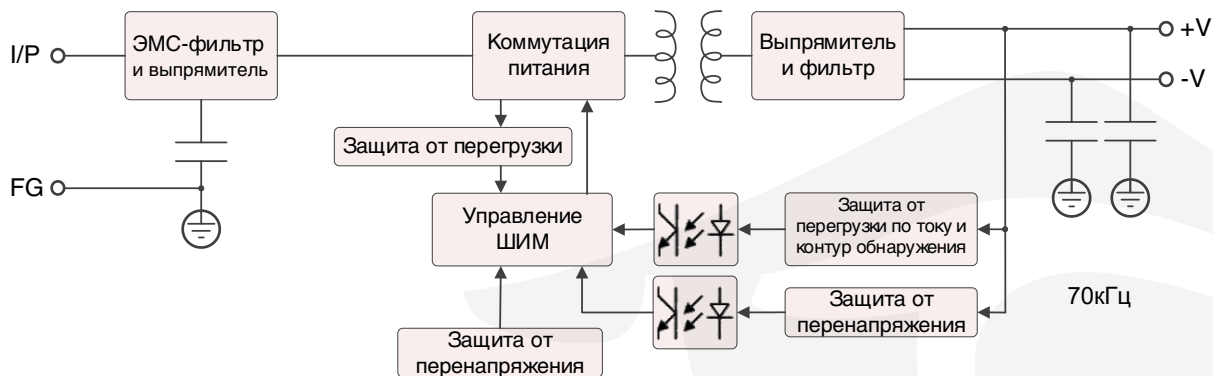 I/P
ЭМС-фильтр
и выпрямитель
Коммутация
питания
Выпрямитель
и фильтр
+V
-V
Защита от перегрузки
FG
Управление
ШИМ
Защита от
перегрузки по току и
контур обнаружения
Защита от
перенапряжения
70кГц
Защита от
перенапряжения